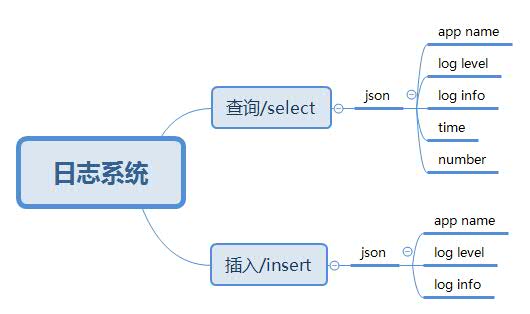 日志系统
查询/select
json
app name
log level
log info
time
number
插入/insert
json
app name
log level
log info